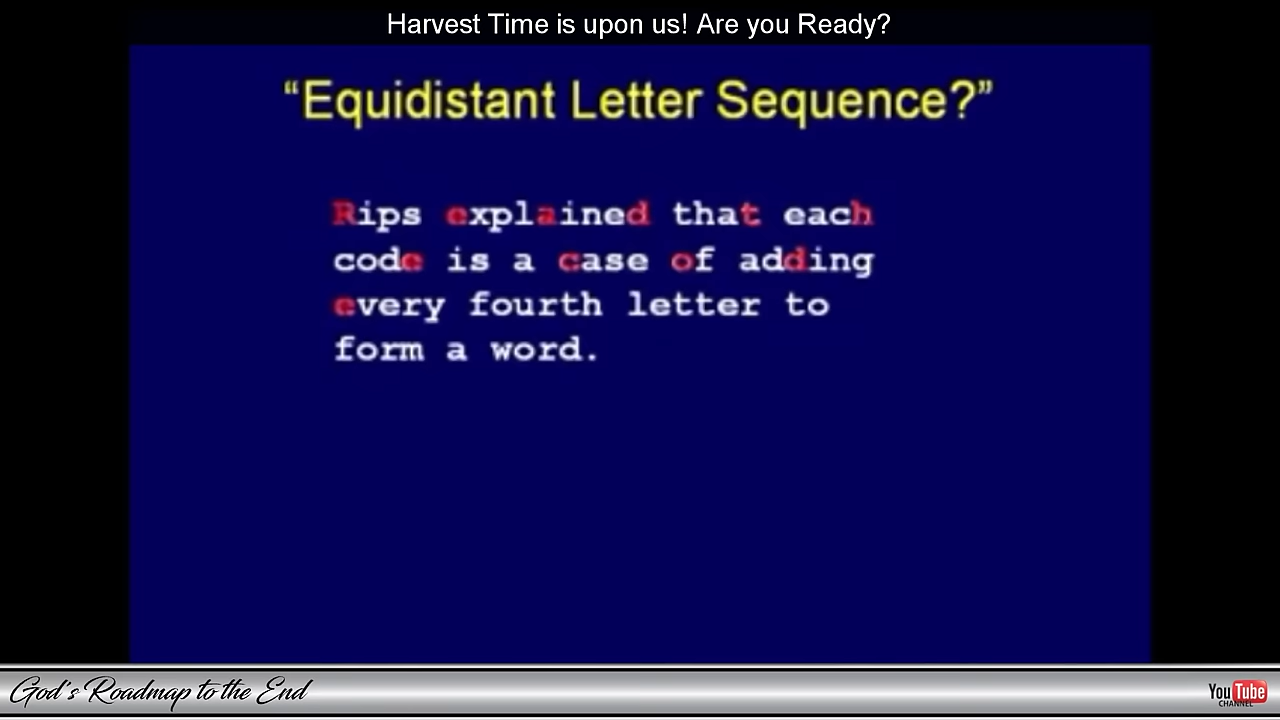 Harvest Time is upon us! Are you Ready?
“Equidistant Letter Sequence?”
Rips explained that each
code is a case of adding
every fourth letter to
form a word.
God's Roadmap to the End
YouTube
CHANNEL